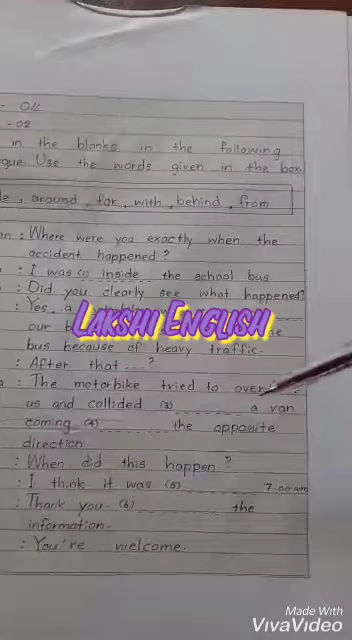 - 04
- 02
in the blanks in the following
gue. Use the words given in the box
, around, for, with, behind, from
: Where were you exactly when the
accident happened?
: I was (1) inside the school bus
: Did you clearly see what happened?
: Yes, a
LAKSHI ENGLISH
our
bus because of heavy traffic.
: After that ...?
: The motorbike tried to
us and collided (3) ________ a van
coming (4) ________ the opposite
direction
: When did this happen?
: I think it was (5) ________ 7.00 am
: Thank you (6) ________ the
information.
: You're welcome.
Made With
VivaVideo